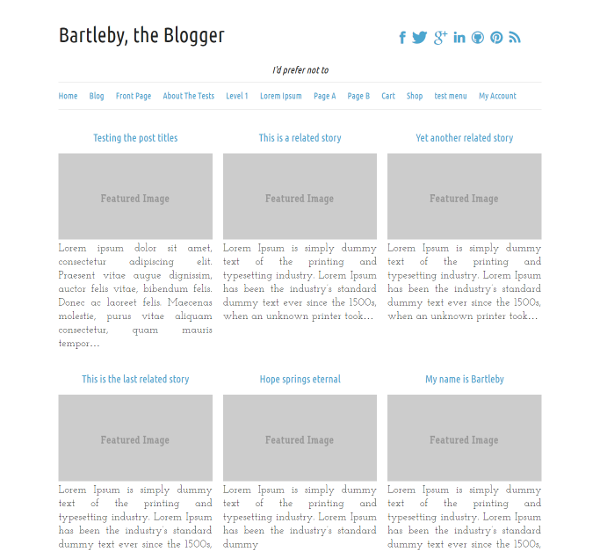 Bartleby, the Blogger
I'd prefer not to
Home Blog Front Page About The Tests Level 1 Lorem Ipsum Page A Page B Cart Shop test menu My Account
Testing the post titles
Featured Image
Lorem ipsum dolor sit amet,
consectetur adipiscing elit.
Praesent vitae augue dignissim,
auctor felis vitae, bibendum felis.
Donec ac laoreet felis. Maecenas
molestie, purus vitae aliquam
consectetur, quam mauris
tempor...
This is a related story
Featured Image
Lorem Ipsum is simply dummy
text of the printing and
typesetting industry. Lorem Ipsum
has been the industry's standard
dummy text ever since the 1500s,
when an unknown printer took...
Yet another related story
Featured Image
Lorem Ipsum is simply dummy
text of the printing and
typesetting industry. Lorem Ipsum
has been the industry's standard
dummy text ever since the 1500s,
when an unknown printer took...
This is the last related story
Featured Image
Lorem Ipsum is simply dummy
text of the printing and
typesetting industry. Lorem Ipsum
has been the industry's standard
dummy text ever since the 1500s,
Hope springs eternal
Featured Image
Lorem Ipsum is simply dummy
text of the printing and
typesetting industry. Lorem Ipsum
has been the industry's standard
dummy
My name is Bartleby
Featured Image
Lorem Ipsum is simply dummy
text of the printing and
typesetting industry. Lorem Ipsum
has been the industry's standard
dummy text ever since the 1500s,